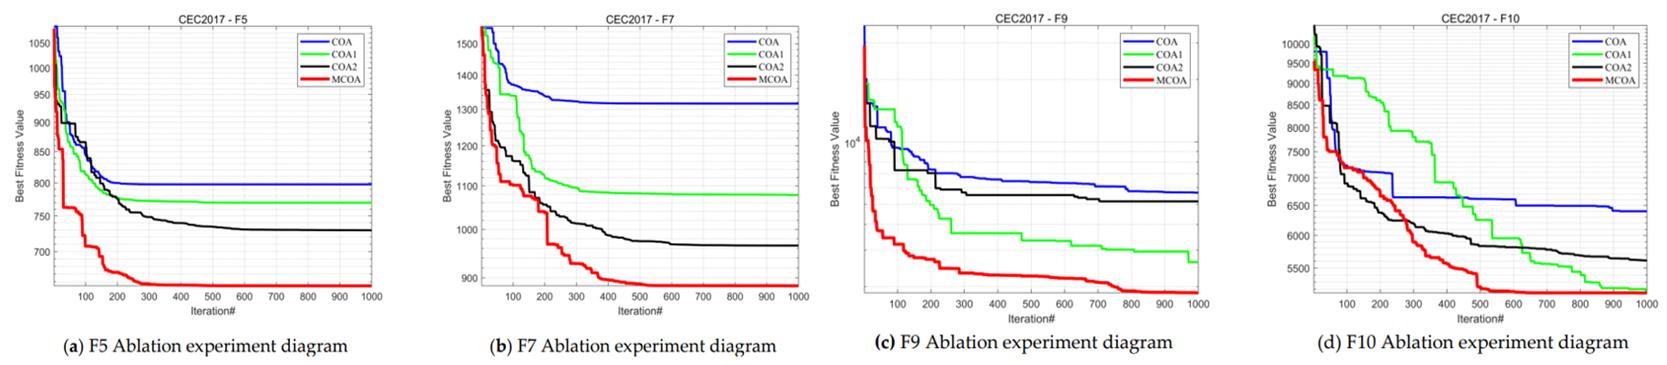 CEC2017 - F5
Best Fitness Value
1050
1000
950
900
850
800
750
700
COA
COA1
COA2
MCOA
100 200 300 400 500 600 700 800 900 1000
Iteration#
(a) F5 Ablation experiment diagram
CEC2017 - F7
Best Fitness Value
1500
1400
1300
1200
1100
1000
900
COA
COA1
COA2
MCOA
100 200 300 400 500 600 700 800 900 1000
Iteration#
(b) F7 Ablation experiment diagram
CEC2017 - F9
Best Fitness Value
10⁴
COA
COA1
COA2
MCOA
100 200 300 400 500 600 700 800 900 1000
Iteration#
(c) F9 Ablation experiment diagram
CEC2017 - F10
Best Fitness Value
10000
9500
9000
8500
8000
7500
7000
6500
6000
5500
COA
COA1
COA2
MCOA
100 200 300 400 500 600 700 800 900 1000
Iteration#
(d) F10 Ablation experiment diagram